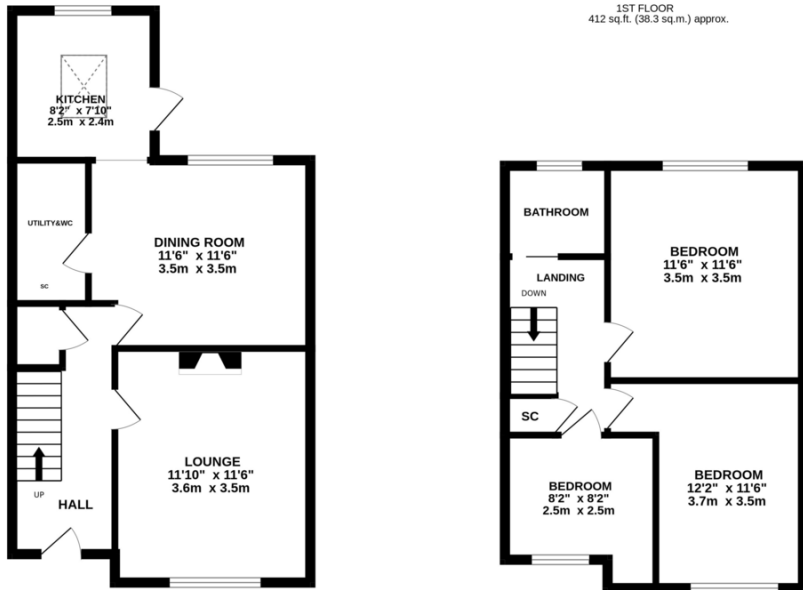 1ST FLOOR
412 sq.ft. (38.3 sq.m.) approx.
KITCHEN
8'2" x 7'10"
2.5m x 2.4m
UTILITY&WC
SC
DINING ROOM
11'6" x 11'6"
3.5m x 3.5m
LOUNGE
11'10" x 11'6"
3.6m x 3.5m
UP
HALL
BATHROOM
LANDING
DOWN
BEDROOM
11'6" x 11'6"
3.5m x 3.5m
SC
BEDROOM
8'2" x 8'2"
2.5m x 2.5m
BEDROOM
12'2" x 11'6"
3.7m x 3.5m